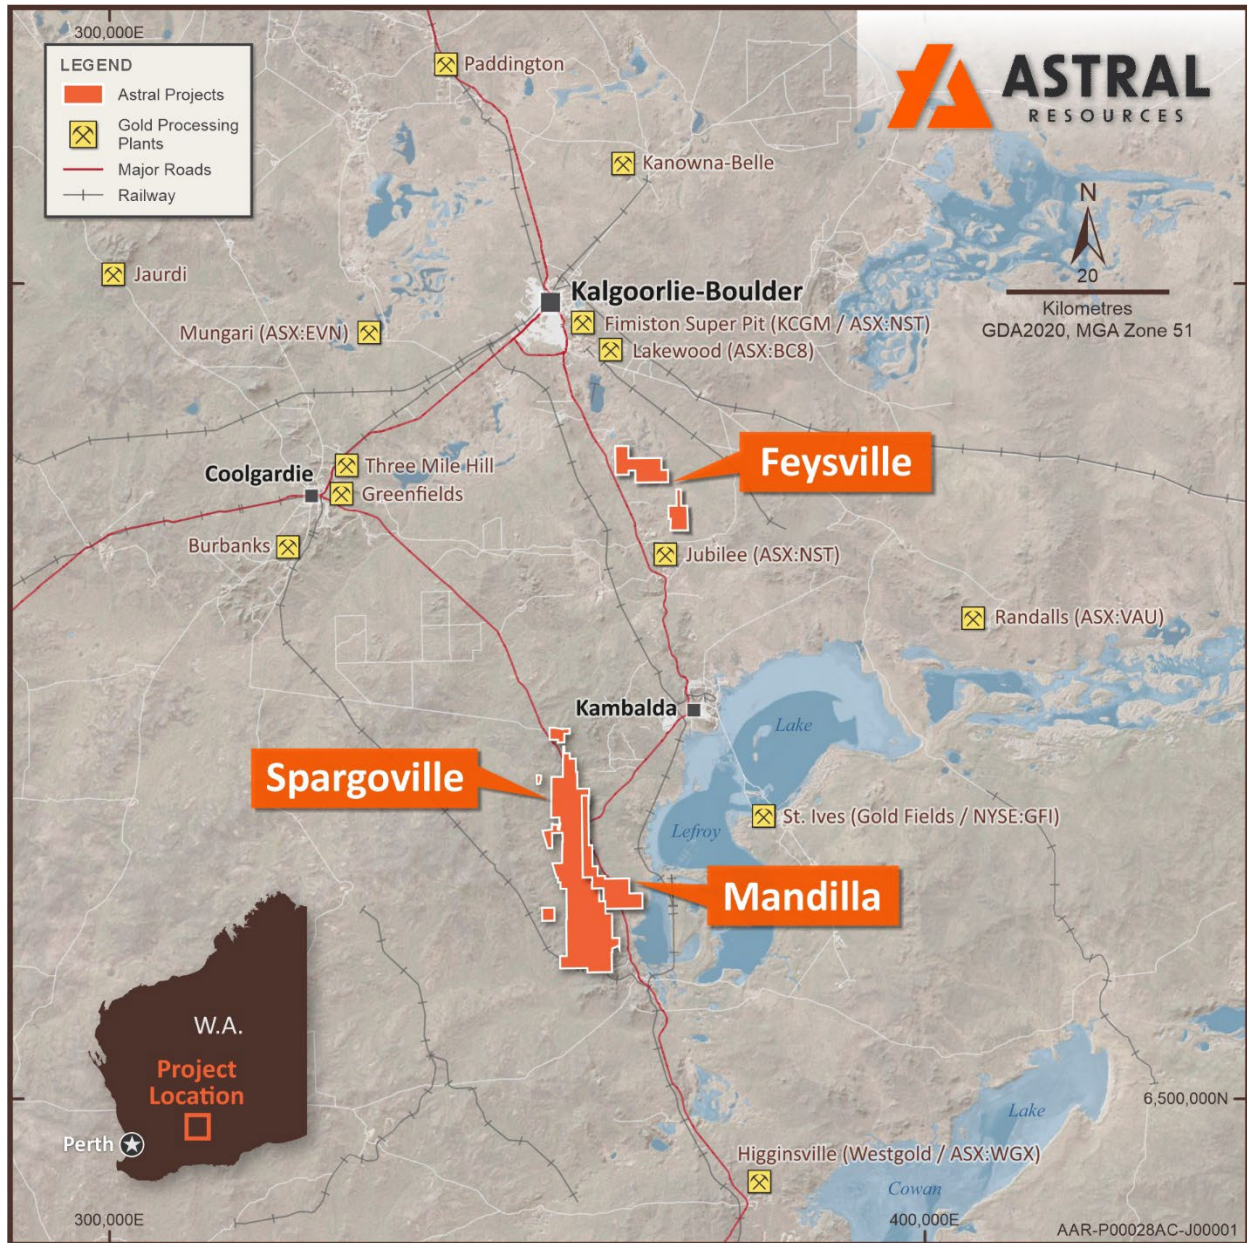 300,000E
LEGEND
Astral Projects
Gold Processing
Plants
Major Roads
Railway
ASTRAL
RESOURCES
Paddington
Kanowna-Belle
N
20
Kilometres
GDA2020, MGA Zone 51
Jaurdi
Kalgoorlie-Boulder
Mungari (ASX:EVN)
Fimiston Super Pit (KCGM / ASX:NST)
Lakewood (ASX:BC8)
Feysville
Coolgardie
Three Mile Hill
Greenfields
Burbanks
Jubilee (ASX:NST)
Randalls (ASX:VAU)
Kambalda
Lake
Spargoville
St. Ives (Gold Fields / NYSE:GFI)
Lefroy
Mandilla
W.A.
Project
Location
Perth
6,500,000N
Lake
Higginsville (Westgold / ASX:WGX)
Cowan
300,000E
400,000E
AAR-P00028AC-J00001